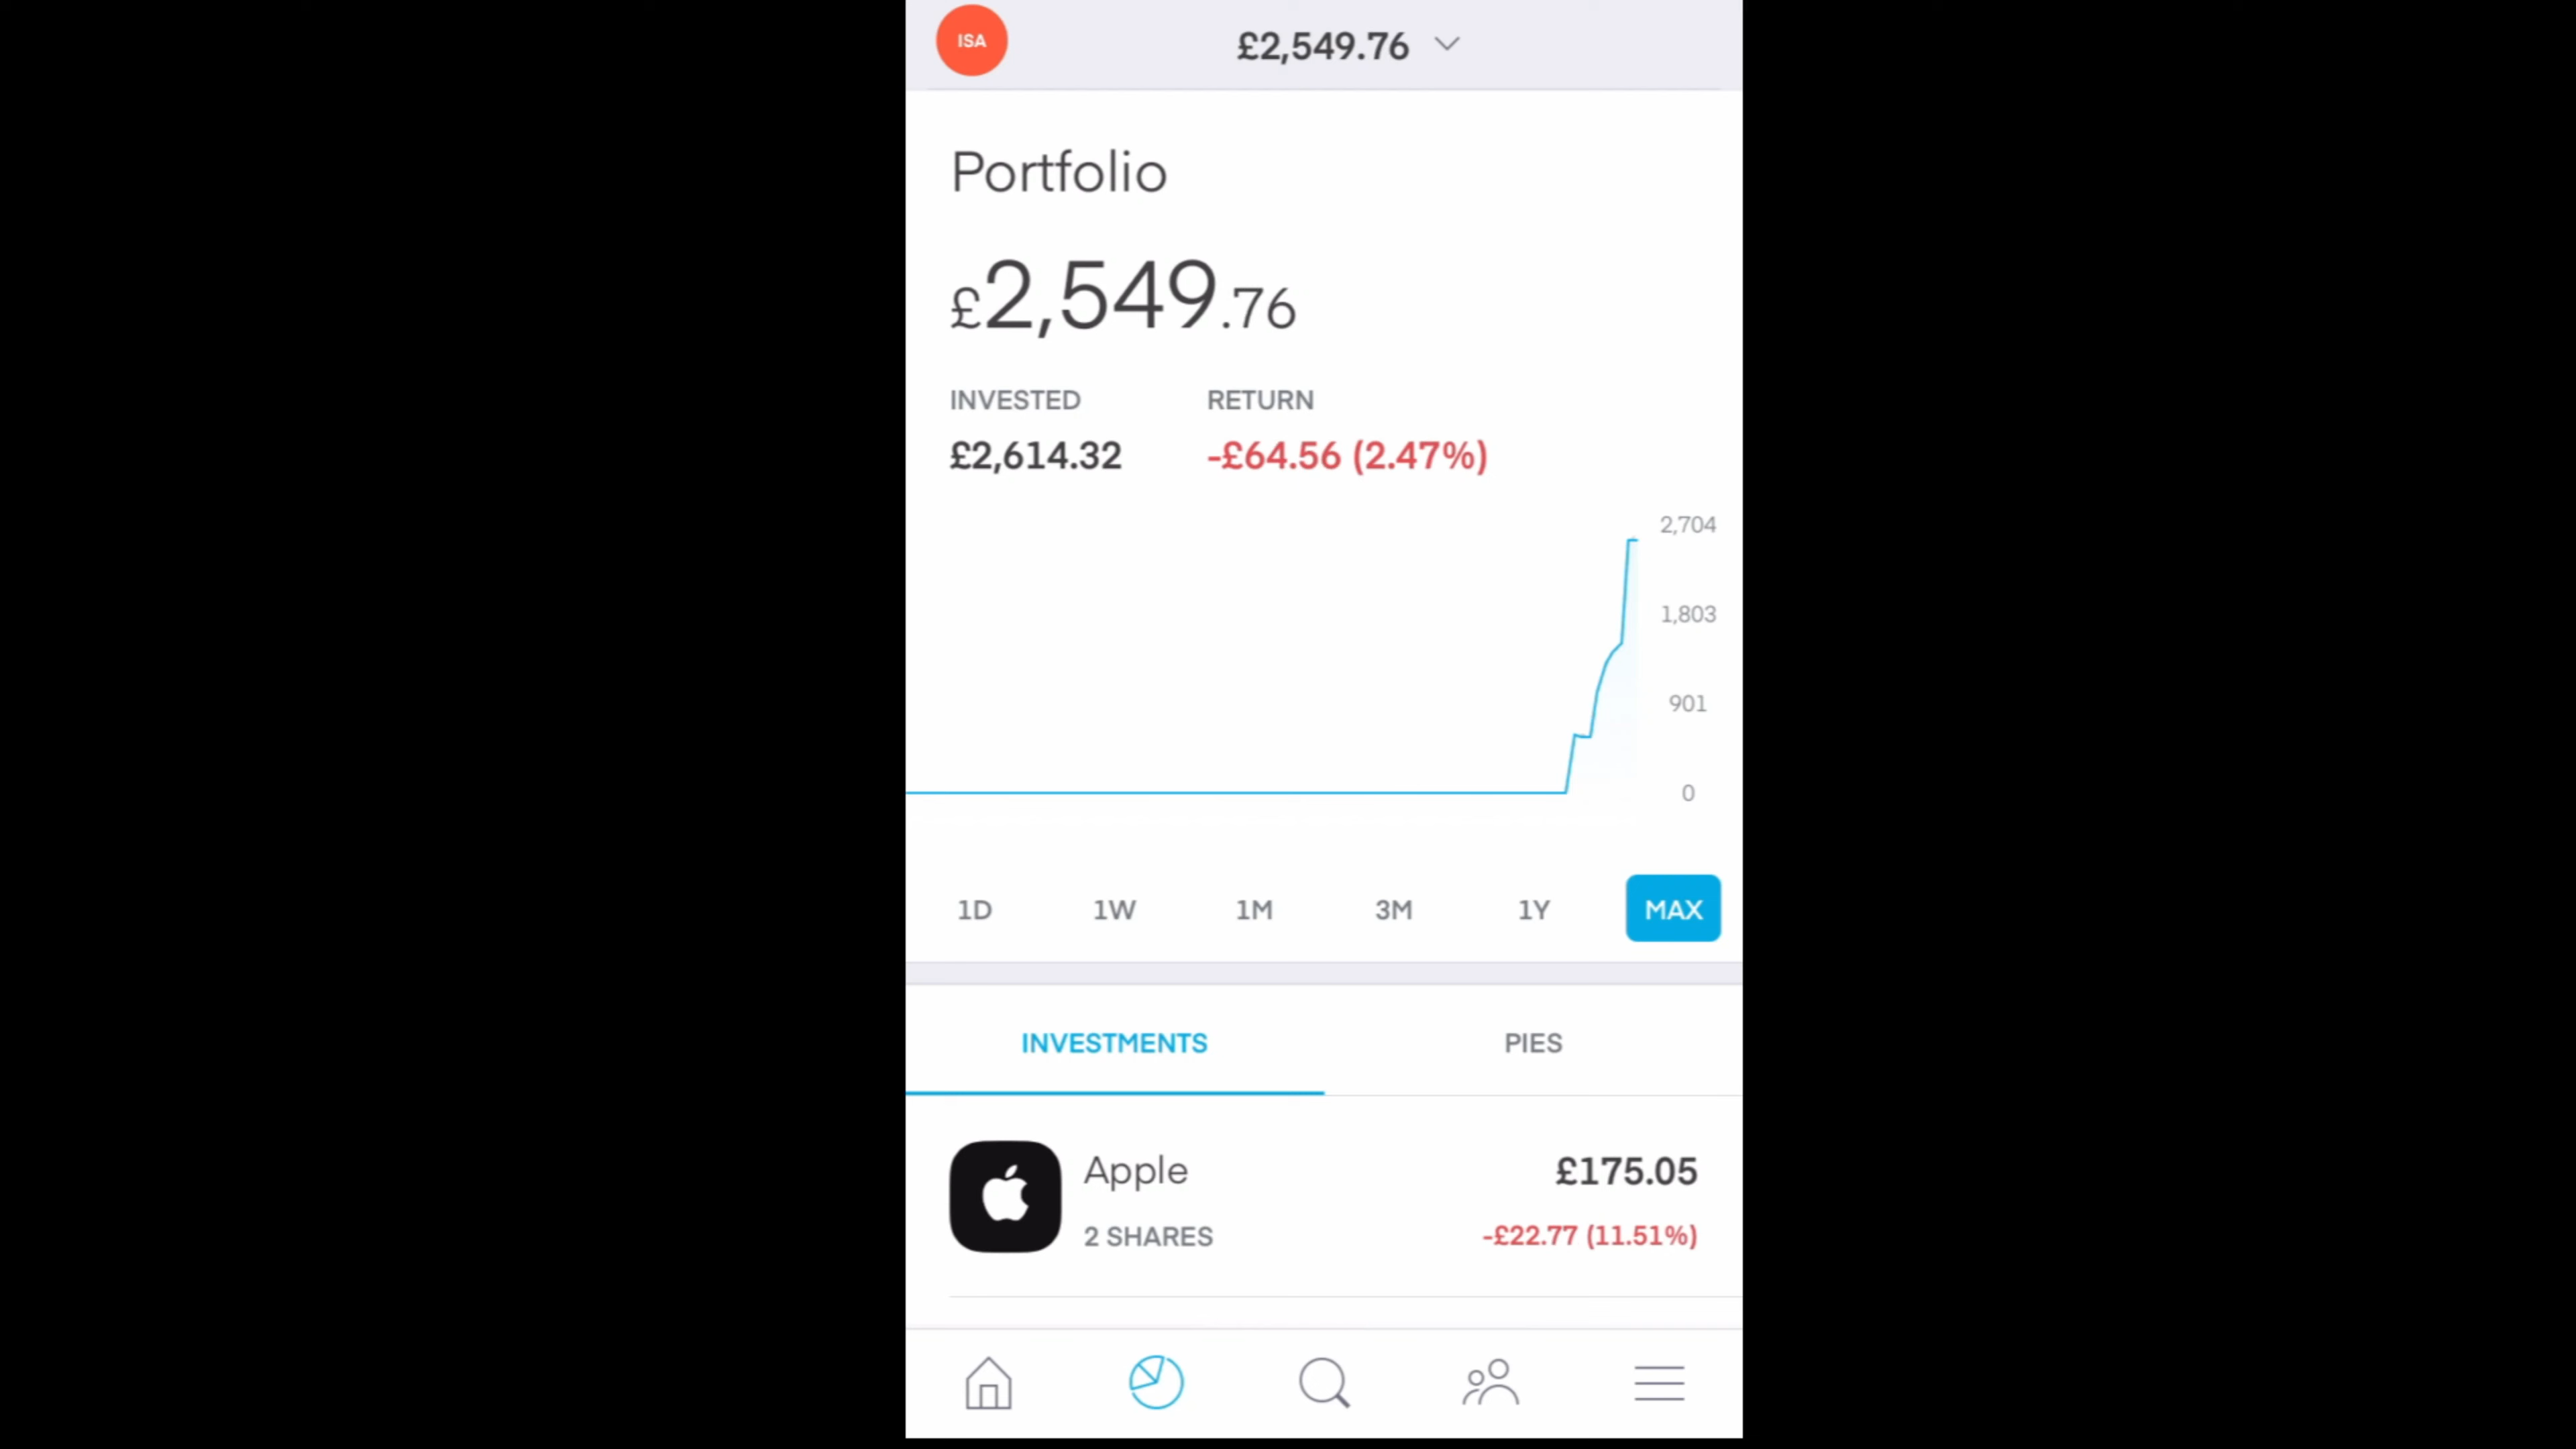 ISA
£2,549.76
Portfolio
£2,549.76
INVESTED RETURN
£2,614.32 -£64.56 (2.47%)
2,704
1,803
901
0
1D 1W 1M 3M 1Y MAX
INVESTMENTS PIES
Apple £175.05
2 SHARES -£22.77 (11.51%)